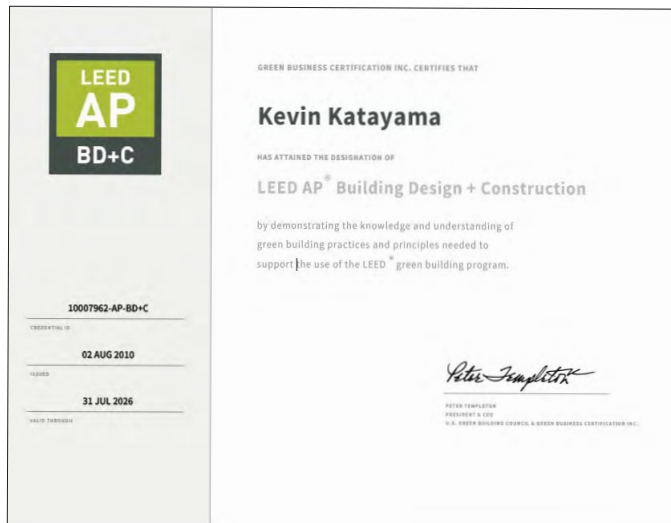 LEED
AP
BD+C
10007962-AP-BD+C
CREDENTIAL ID
02 AUG 2010
ISSUED
31 JUL 2026
VALID THROUGH
GREEN BUSINESS CERTIFICATION INC. CERTIFIES THAT
Kevin Katayama
HAS ATTAINED THE DESIGNATION OF
LEED AP® Building Design + Construction
by demonstrating the knowledge and understanding of
green building practices and principles needed to
support the use of the LEED ® green building program.
Peter Templeton
PETER TEMPLETON
PRESIDENT & CEO
U.S. GREEN BUILDING COUNCIL & GREEN BUSINESS CERTIFICATION INC.